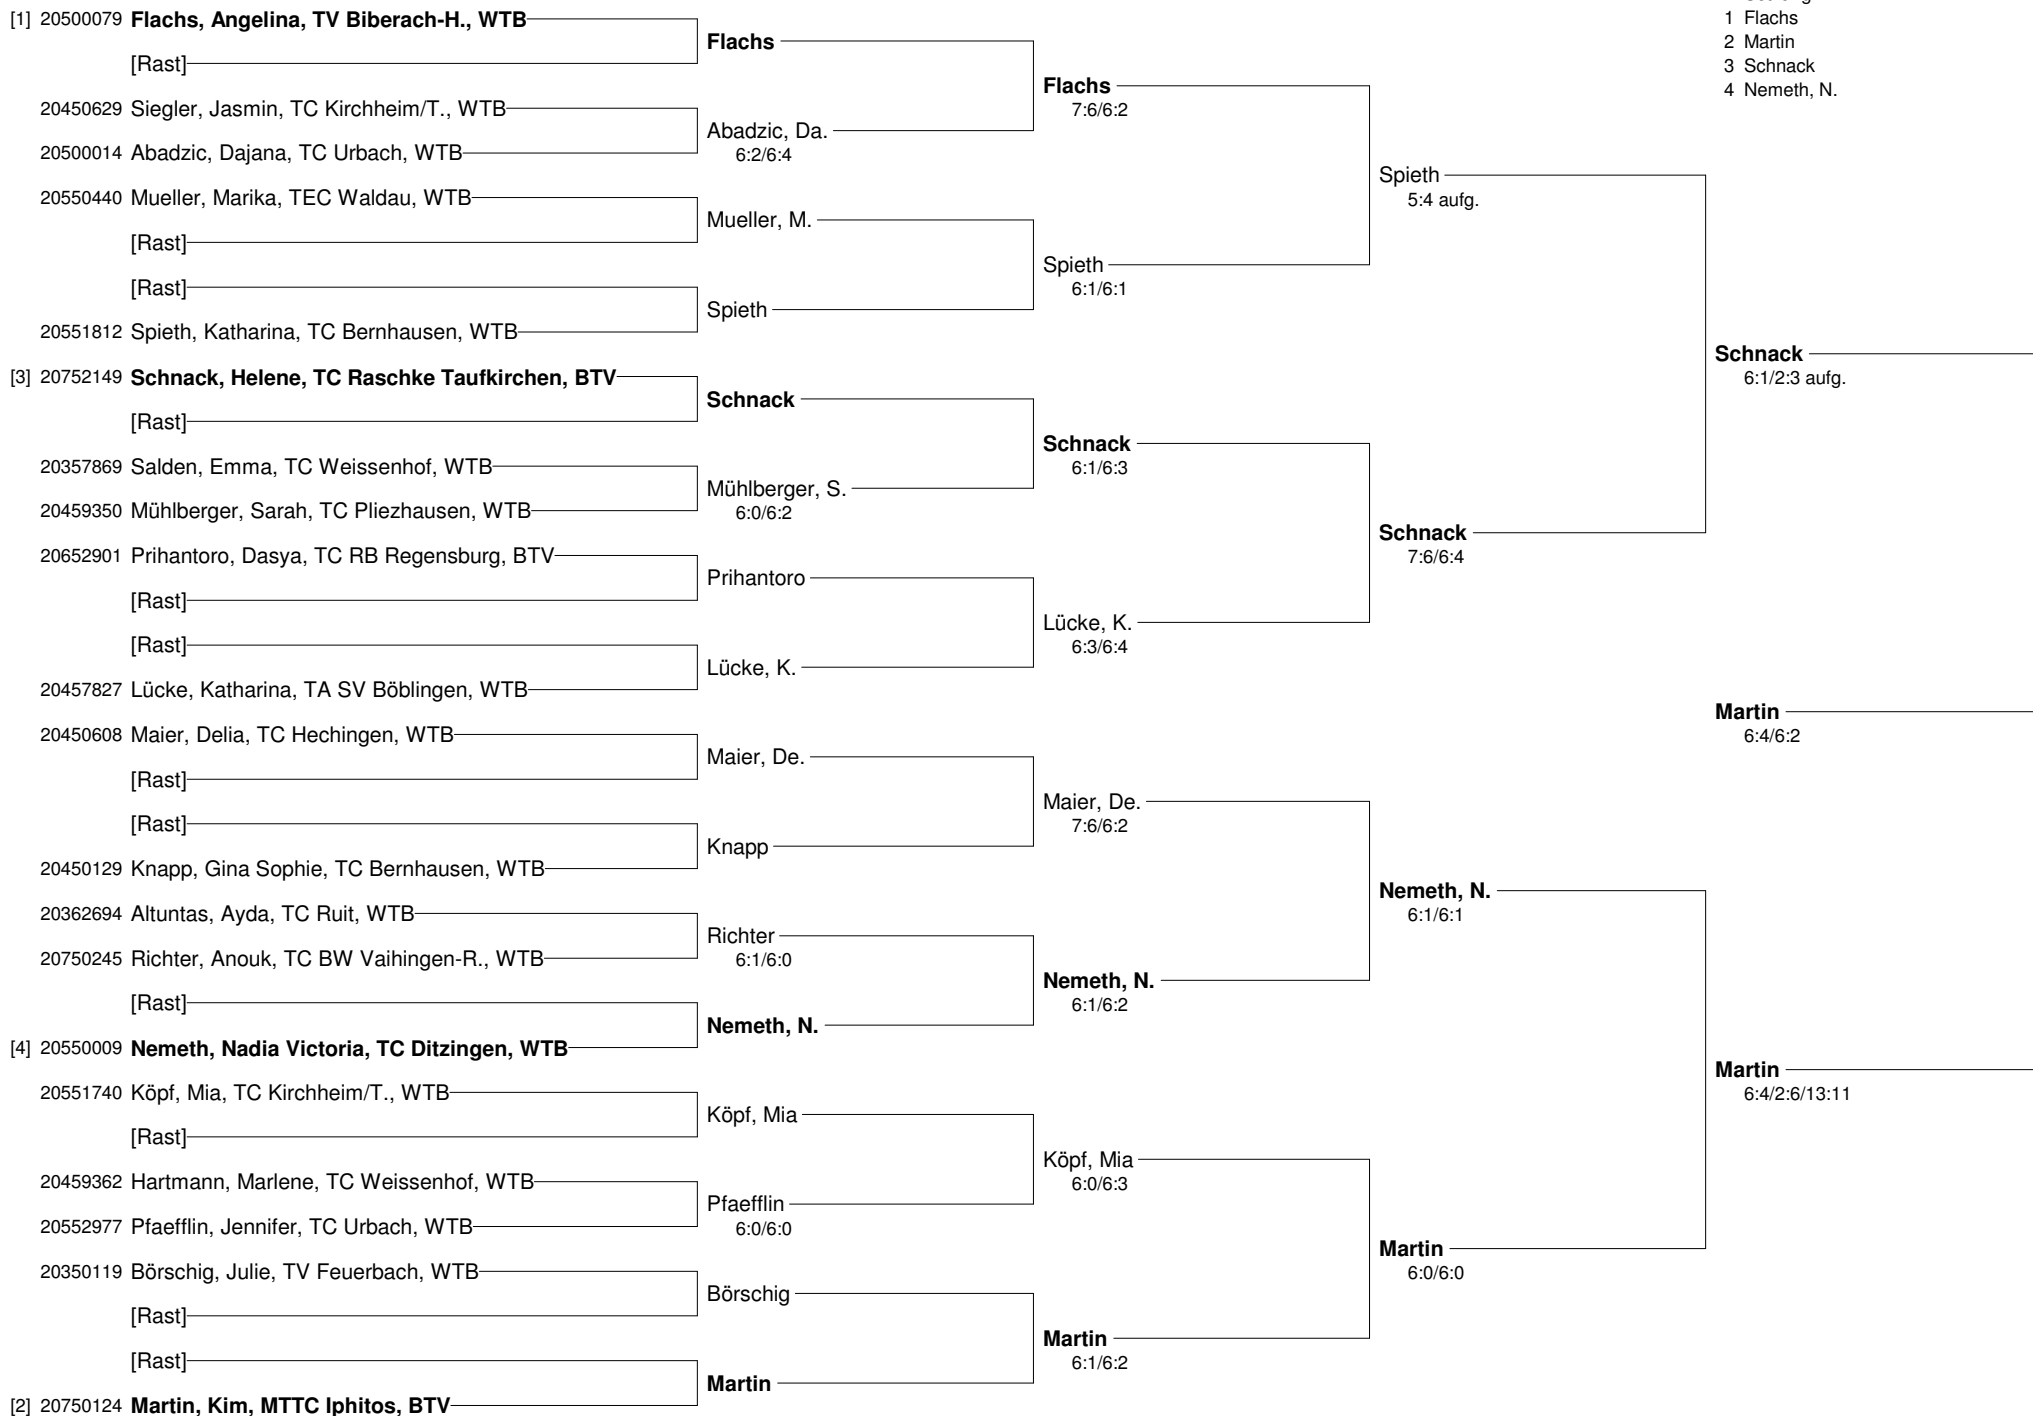 [1] 20500079 Flachs, Angelina, TV Biberach-H., WTB
[Rast]
20450629 Siegler, Jasmin, TC Kirchheim/T., WTB
20500014 Abadzic, Dajana, TC Urbach, WTB
20550440 Mueller, Marika, TEC Waldau, WTB
[Rast]
[Rast]
20551812 Spieth, Katharina, TC Bernhausen, WTB
[3] 20752149 Schnack, Helene, TC Raschke Taufkirchen, BTV
[Rast]
20357869 Salden, Emma, TC Weissenhof, WTB
20459350 Mühlberger, Sarah, TC Pliezhausen, WTB
20652901 Prihantoro, Dasya, TC RB Regensburg, BTV
[Rast]
[Rast]
20457827 Lücke, Katharina, TA SV Böblingen, WTB
20450608 Maier, Delia, TC Hechingen, WTB
[Rast]
[Rast]
20450129 Knapp, Gina Sophie, TC Bernhausen, WTB
20362694 Altuntas, Ayda, TC Ruit, WTB
20750245 Richter, Anouk, TC BW Vaihingen-R., WTB
[Rast]
[4] 20550009 Nemeth, Nadia Victoria, TC Ditzingen, WTB
20551740 Köpf, Mia, TC Kirchheim/T., WTB
[Rast]
20459362 Hartmann, Marlene, TC Weissenhof, WTB
20552977 Pfaefflin, Jennifer, TC Urbach, WTB
20350119 Börschig, Julie, TV Feuerbach, WTB
[Rast]
[Rast]
[2] 20750124 Martin, Kim, MTTC Iphitos, BTV
Flachs
Abadzic, Da.
6:2/6:4
Mueller, M.
Spieth
Schnack
Mühlberger, S.
6:0/6:2
Prihantoro
Lücke, K.
Maier, De.
Knapp
Richter
6:1/6:0
Nemeth, N.
Köpf, Mia
Pfaefflin
6:0/6:0
Börschig
Martin
Flachs
7:6/6:2
Spieth
6:1/6:1
Schnack
6:1/6:3
Lücke, K.
6:3/6:4
Maier, De.
7:6/6:2
Nemeth, N.
6:1/6:2
Köpf, Mia
6:0/6:3
Martin
6:1/6:2
Spieth
5:4 aufg.
Schnack
7:6/6:4
Nemeth, N.
6:1/6:1
Martin
6:0/6:0
1 Flachs
2 Martin
3 Schnack
4 Nemeth, N.
Schnack
6:1/2:3 aufg.
Martin
6:4/6:2
Martin
6:4/2:6/13:11